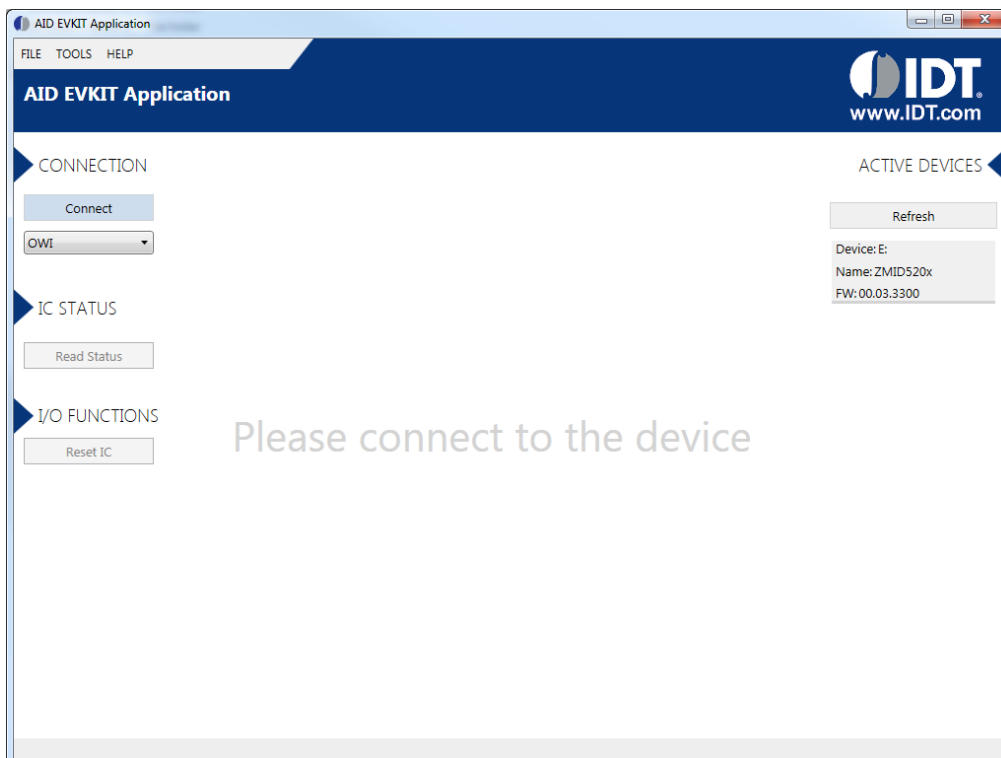 AID EVKIT Application
FILE TOOLS HELP
AID EVKIT Application
IDT.
www.IDT.com
CONNECTION
Connect
OWI
IC STATUS
Read Status
I/O FUNCTIONS
Reset IC
Please connect to the device
ACTIVE DEVICES
Refresh
Device: E:
Name: ZMID520x
FW: 00.03.3300